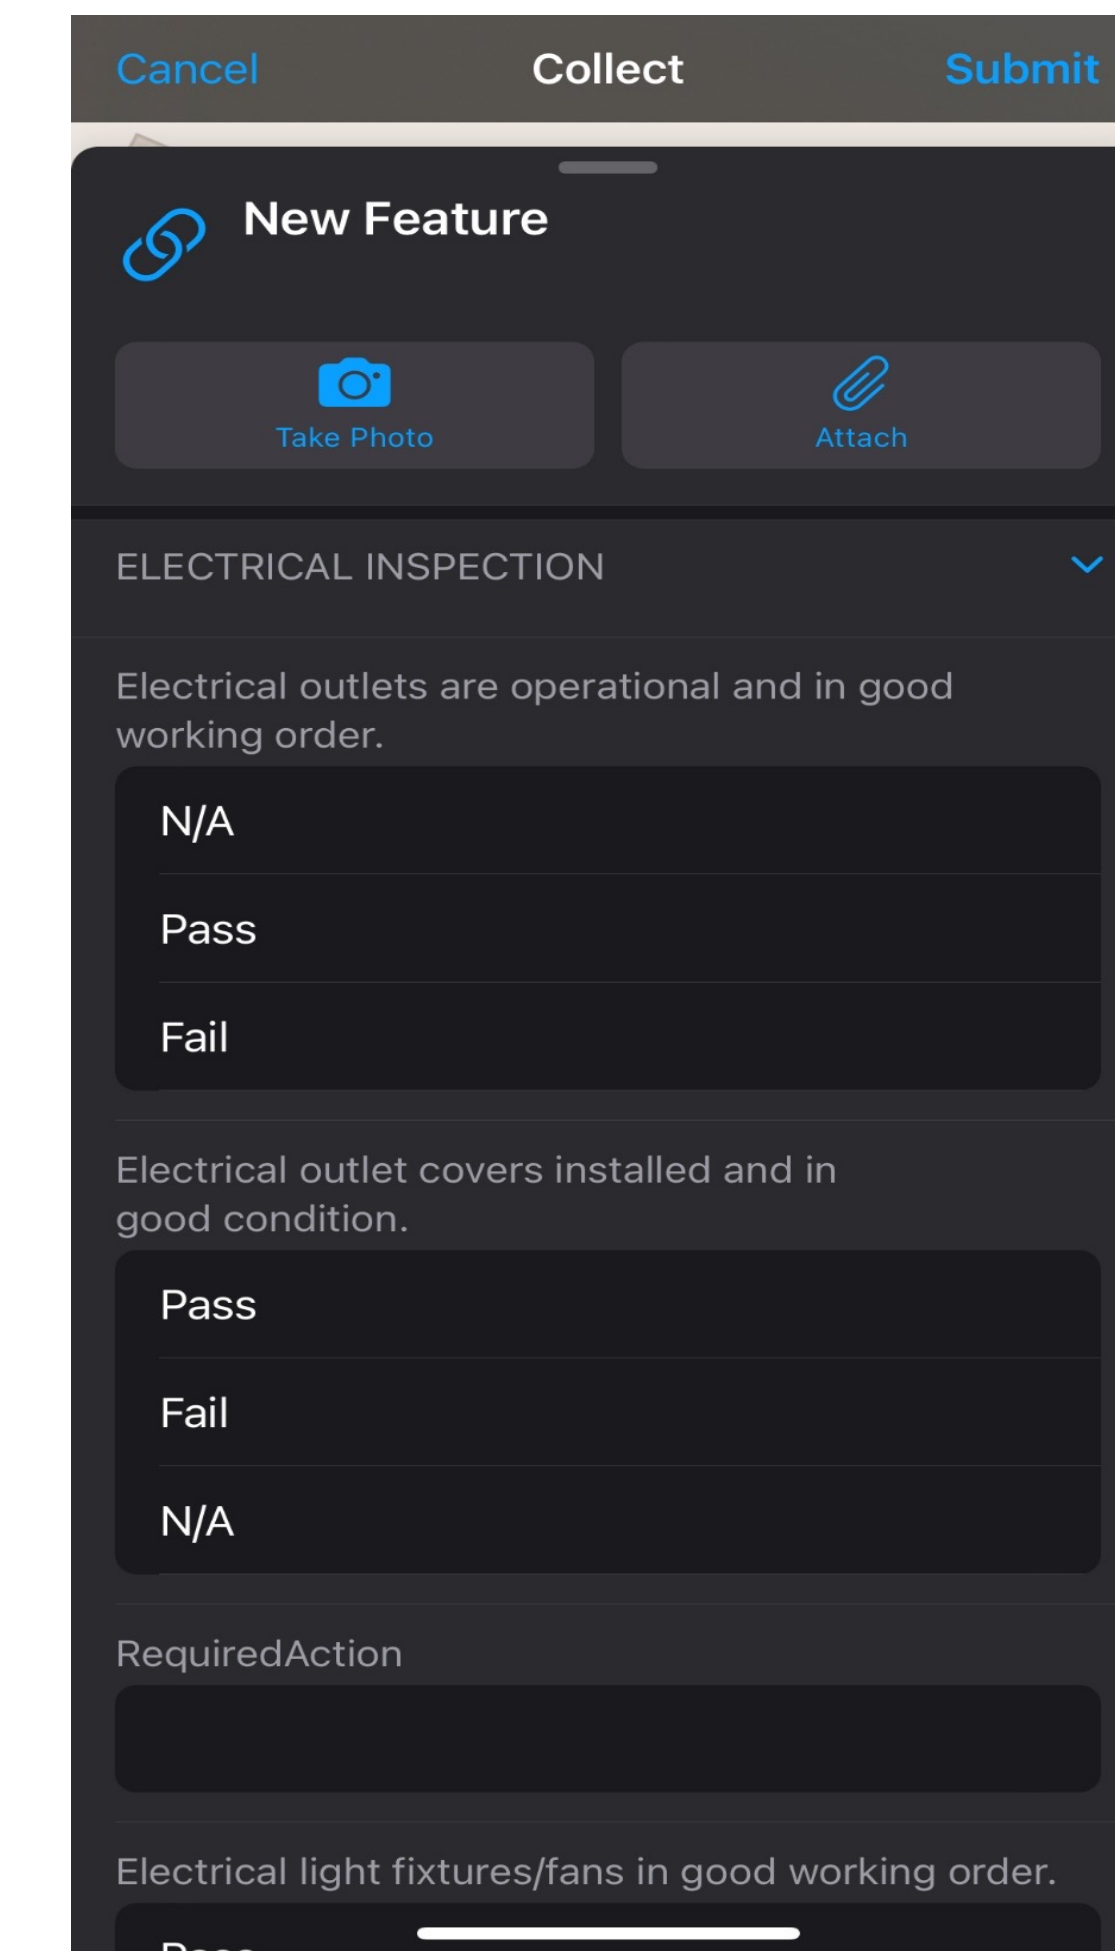 Cancel
Collect
Submit
New Feature
Take Photo
Attach
ELECTRICAL INSPECTION
Electrical outlets are operational and in good
working order.
N/A
Pass
Fail
Electrical outlet covers installed and in
good condition.
Pass
Fail
N/A
RequiredAction
Electrical light fixtures/fans in good working order.
Pass